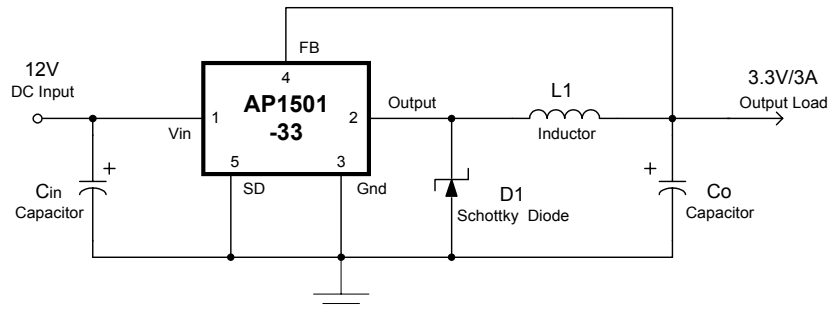 FB
12V
DC Input
4
AP1501
-33
1
2
Vin
Output
L1
Inductor
3.3V/3A
Output Load
5
3
SD
Gnd
+
Cin
Capacitor
D1
Schottky Diode
+
Co
Capacitor